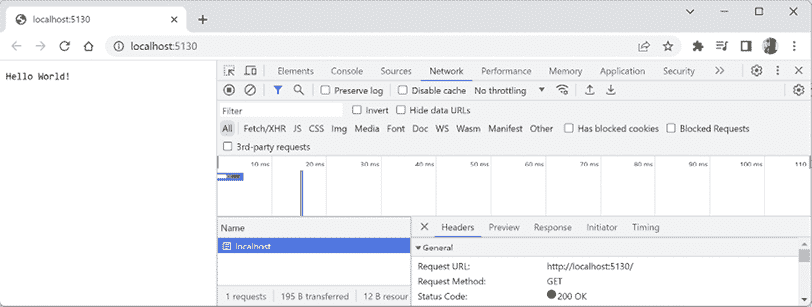 localhost:5130
localhost:5130
Hello World!
Elements Console Sources Network Performance Memory Application Security
Preserve log Disable cache No throttling
Filter Invert Hide data URLs
All Fetch/XHR JS CSS Img Media Font Doc WS Wasm Manifest Other Has blocked cookies Blocked Requests
3rd-party requests
10 ms 20 ms 30 ms 40 ms 50 ms 60 ms 70 ms 80 ms 90 ms 100 ms 110
Name Headers Preview Response Initiator Timing
localhost General
Request URL: http://localhost:5130/
Request Method: GET
1 requests 195 B transferred 12 B resour Status Code: 200 OK